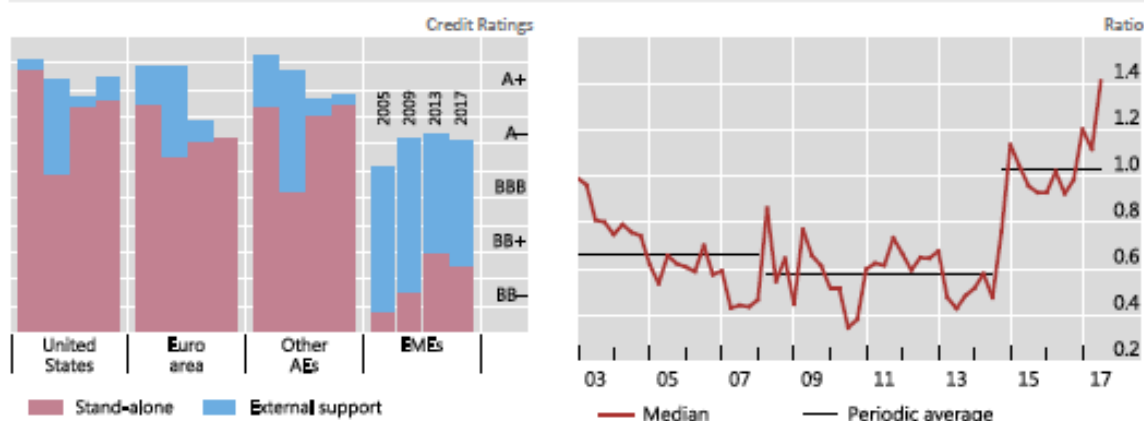 Credit Ratings
A+
A–
BBB
BB+
BB–
2005
2009
2013
2017
United States
Euro area
Other AEs
EMEs
Stand-alone
External support
Ratio
1.4
1.2
1.0
0.8
0.6
0.4
0.2
03 05 07 09 11 13 15 17
Median
Periodic average